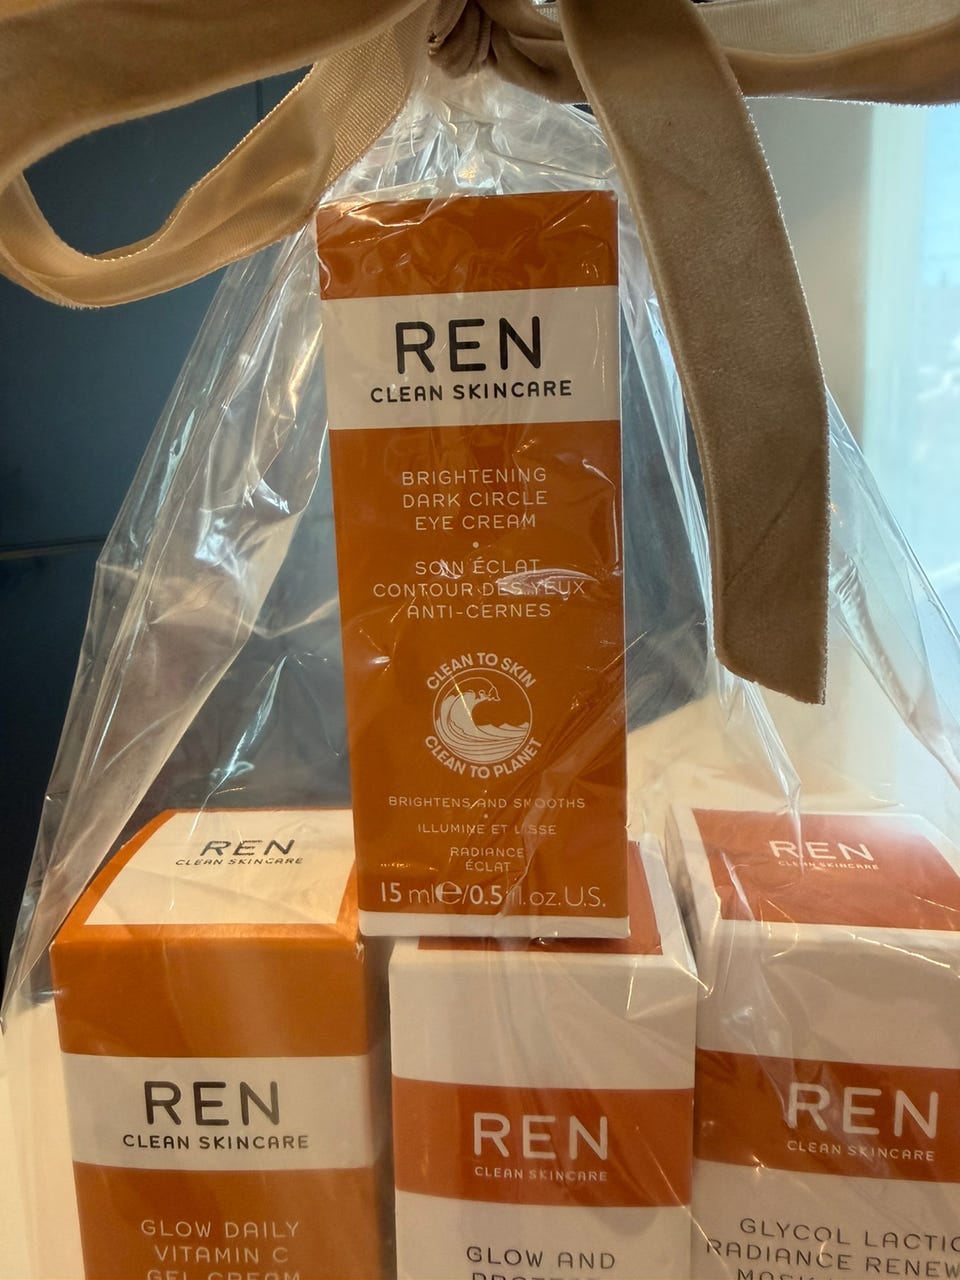 REN
CLEAN SKINCARE
BRIGHTENING
DARK CIRCLE
EYE CREAM
SOIN ÉCLAT
CONTOUR DES YEUX
ANTI-CERNES
CLEAN TO SKIN
CLEAN TO PLANET
BRIGHTENS AND SMOOTHS
ILLUMINE ET LISSE
RADIANCE
ÉCLAT
15 ml℮/0.5 fl.oz.U.S.
REN
CLEAN SKINCARE
REN
CLEAN SKINCARE
GLOW DAILY
VITAMIN C
GEL CREAM
REN
CLEAN SKINCARE
GLOW AND
REN
CLEAN SKINCARE
REN
CLEAN SKINCARE
GLYCOL LACTIC
RADIANCE RENEW